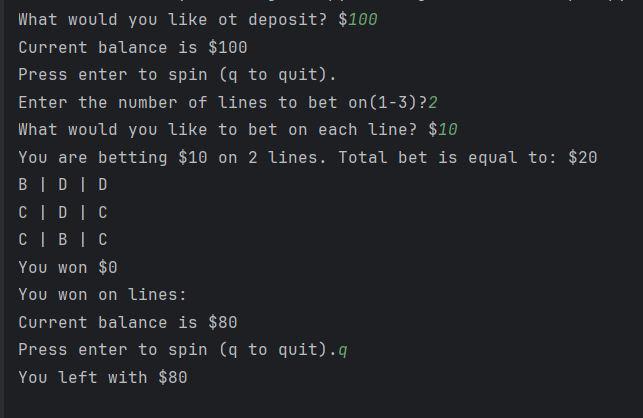 What would you like ot deposit? $100
Current balance is $100
Press enter to spin (q to quit).
Enter the number of lines to bet on(1-3)?2
What would you like to bet on each line? $10
You are betting $10 on 2 lines. Total bet is equal to: $20
B | D | D
C | D | C
C | B | C
You won $0
You won on lines:
Current balance is $80
Press enter to spin (q to quit).q
You left with $80